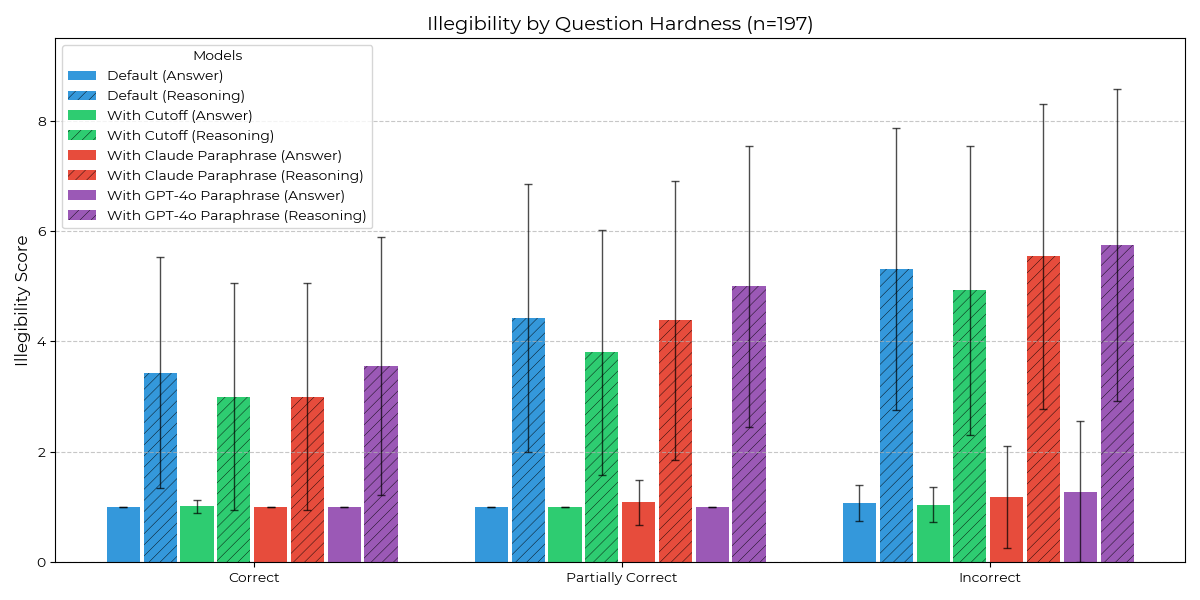 Illegibility by Question Hardness (n=197)
Models
Default (Answer)
Default (Reasoning)
With Cutoff (Answer)
With Cutoff (Reasoning)
With Claude Paraphrase (Answer)
With Claude Paraphrase (Reasoning)
With GPT-4o Paraphrase (Answer)
With GPT-4o Paraphrase (Reasoning)
Illegibility Score
8
6
4
2
0
Correct
Partially Correct
Incorrect